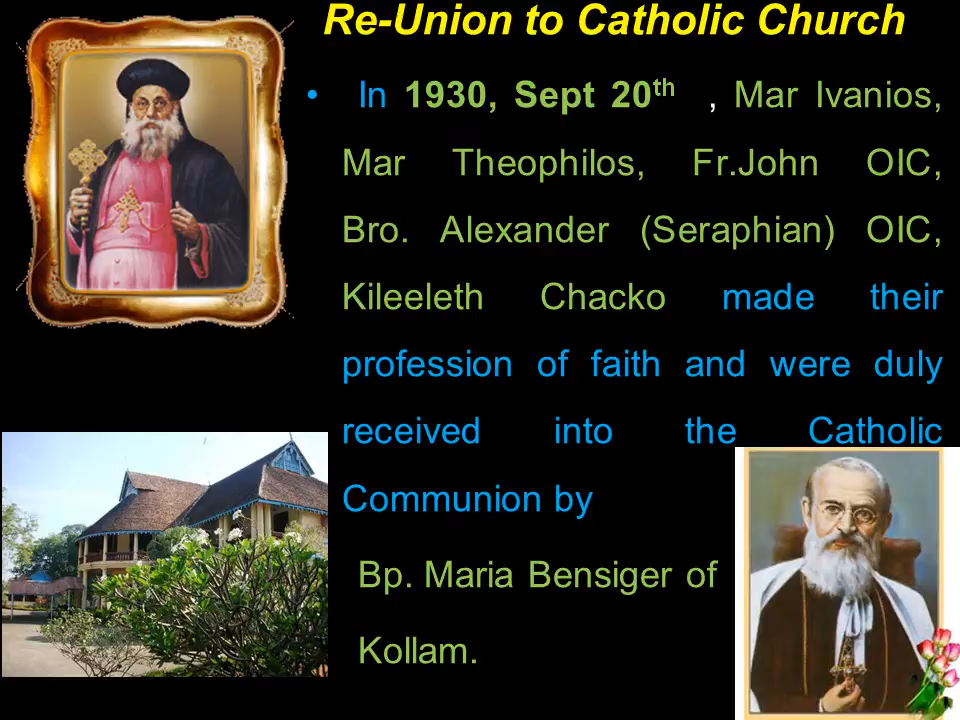 Re-Union to Catholic Church
• In 1930, Sept 20th , Mar Ivanios,
Mar Theophilos, Fr.John OIC,
Bro. Alexander (Seraphian) OIC,
Kileeleth Chacko made their
profession of faith and were duly
received into the Catholic
Communion by
Bp. Maria Bensiger of
Kollam.